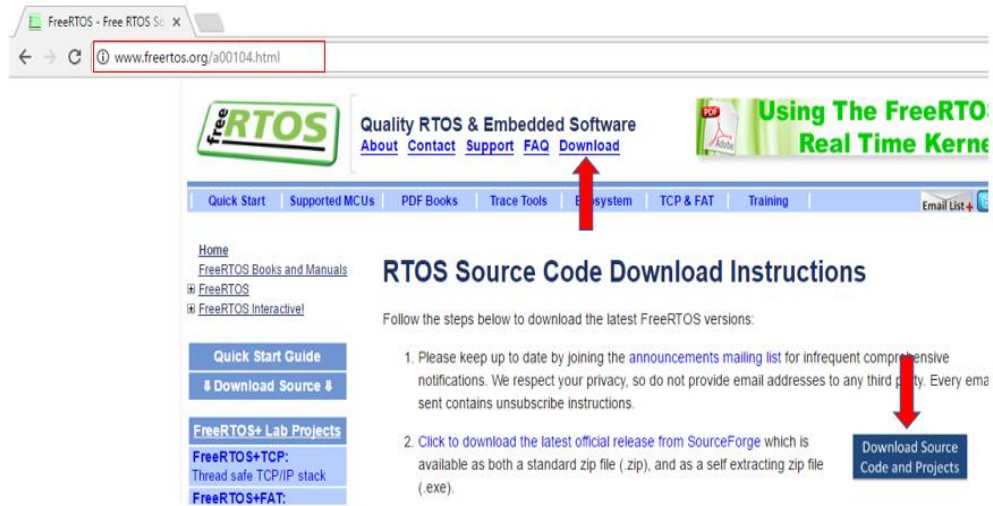 FreeRTOS - Free RTOS So
www.freertos.org/a00104.html
free RTOS
Quality RTOS & Embedded Software
About Contact Support FAQ Download
PDF
Adobe
Using The FreeRTO
Real Time Kerne
Quick Start Supported MCUs PDF Books Trace Tools Ecosystem TCP & FAT Training Email List
Home
FreeRTOS Books and Manuals
FreeRTOS
FreeRTOS Interactive!
Quick Start Guide
Download Source
FreeRTOS+ Lab Projects
FreeRTOS+TCP:
Thread safe TCP/IP stack
FreeRTOS+FAT:
RTOS Source Code Download Instructions
Follow the steps below to download the latest FreeRTOS versions:
1. Please keep up to date by joining the announcements mailing list for infrequent comprehensive
notifications. We respect your privacy, so do not provide email addresses to any third party. Every ema
sent contains unsubscribe instructions.
2. Click to download the latest official release from SourceForge which is
available as both a standard zip file (.zip), and as a self extracting zip file
(.exe).
Download Source
Code and Projects